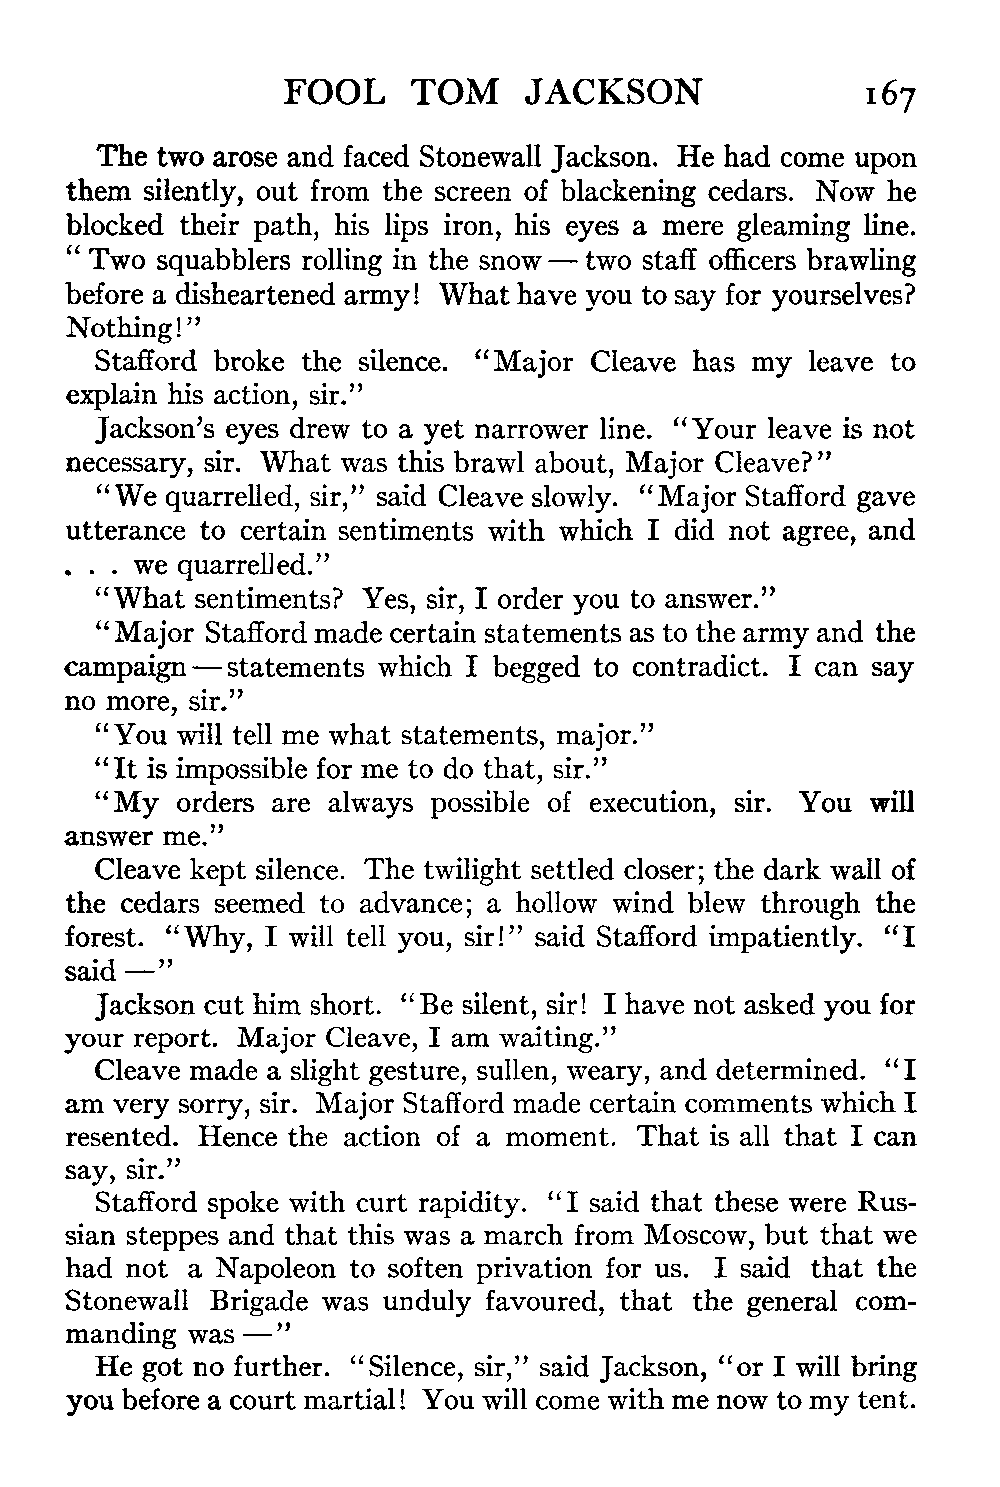 FOOL TOM JACKSON 167
The two arose and faced Stonewall Jackson. He had come upon
them silently, out from the screen of blackening cedars. Now he
blocked their path, his lips iron, his eyes a mere gleaming line.
“Two squabblers rolling in the snow — two staff officers brawling
before a disheartened army! What have you to say for yourselves?
Nothing!”
Stafford broke the silence. “Major Cleave has my leave to
explain his action, sir.”
Jackson’s eyes drew to a yet narrower line. “Your leave is not
necessary, sir. What was this brawl about, Major Cleave?”
“We quarrelled, sir,” said Cleave slowly. “Major Stafford gave
utterance to certain sentiments with which I did not agree, and
. . . we quarrelled.”
“What sentiments? Yes, sir, I order you to answer.”
“Major Stafford made certain statements as to the army and the
campaign — statements which I begged to contradict. I can say
no more, sir.”
“You will tell me what statements, major.”
“It is impossible for me to do that, sir.”
“My orders are always possible of execution, sir. You will
answer me.”
Cleave kept silence. The twilight settled closer; the dark wall of
the cedars seemed to advance; a hollow wind blew through the
forest. “Why, I will tell you, sir!” said Stafford impatiently. “I
said —”
Jackson cut him short. “Be silent, sir! I have not asked you for
your report. Major Cleave, I am waiting.”
Cleave made a slight gesture, sullen, weary, and determined. “I
am very sorry, sir. Major Stafford made certain comments which I
resented. Hence the action of a moment. That is all that I can
say, sir.”
Stafford spoke with curt rapidity. “I said that these were Rus-
sian steppes and that this was a march from Moscow, but that we
had not a Napoleon to soften privation for us. I said that the
Stonewall Brigade was unduly favoured, that the general com-
manding was —”
He got no further. “Silence, sir,” said Jackson, “or I will bring
you before a court martial! You will come with me now to my tent.